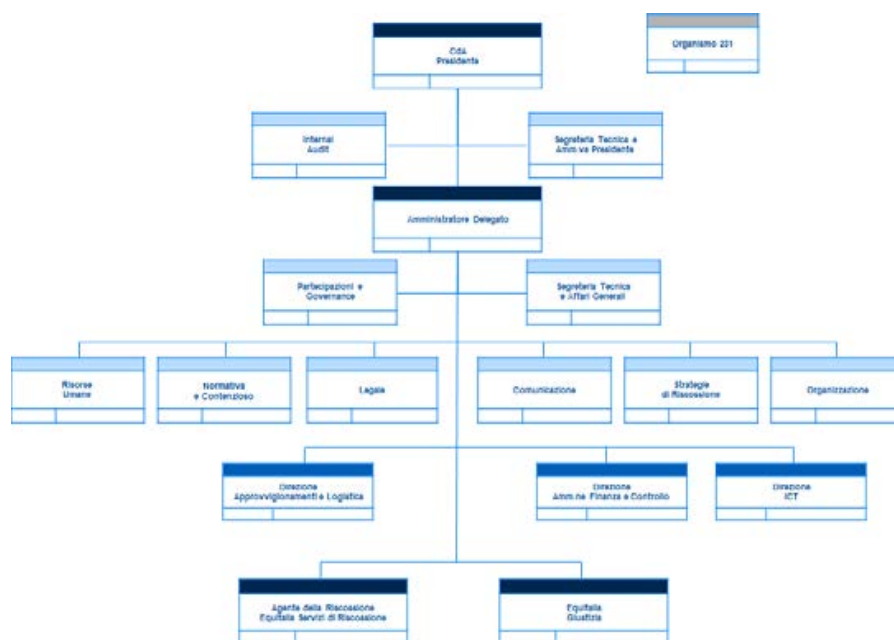 CdA
Presidente
Organismo 231
Internal
Audit
Segreteria Tecnica e
Amm.va Presidente
Amministratore Delegato
Partecipazioni e
Governance
Segreteria Tecnica
e Affari Generali
Risorse
Umane
Normativa
e Contenzioso
Legale
Comunicazione
Strategie
di Riscossione
Organizzazione
Direzione
Approvvigionamenti e Logistica
Direzione
Amm.ne Finanza e Controllo
Direzione
ICT
Agente della Riscossione
Equitalia Servizi di Riscossione
Equitalia
Giustizia